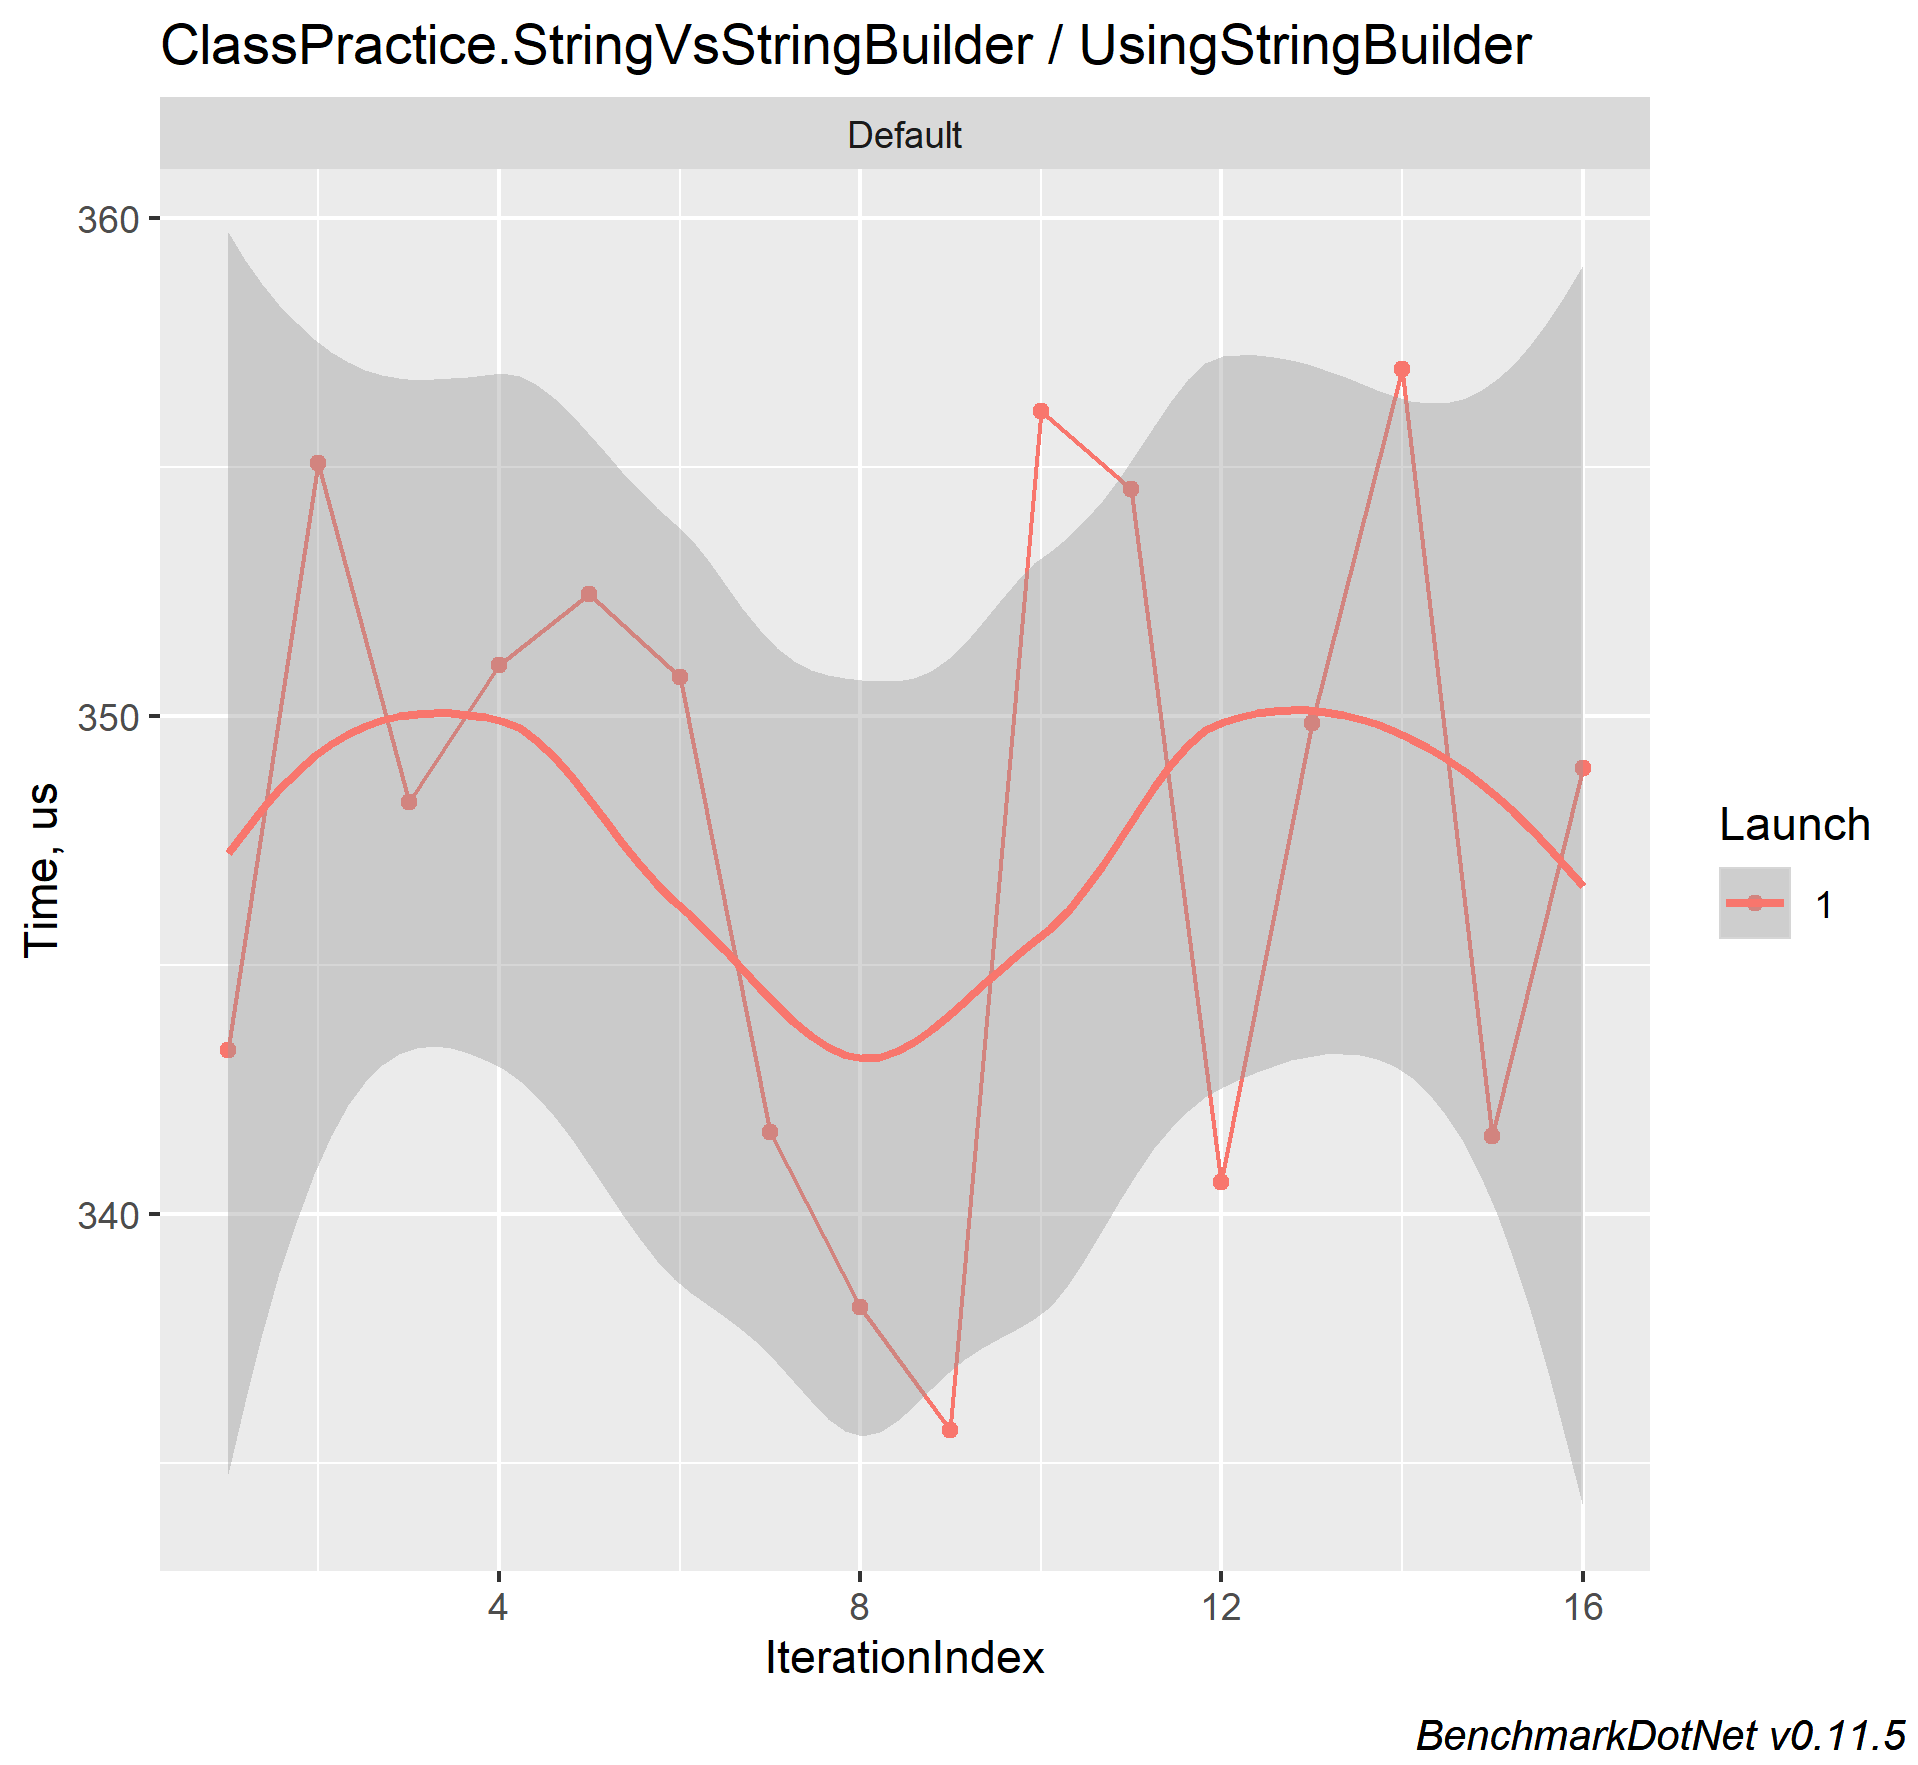 ClassPractice.StringVsStringBuilder / UsingStringBuilder
Default
360
350
340
Time, us
4 8 12 16
IterationIndex
Launch
1
BenchmarkDotNet v0.11.5